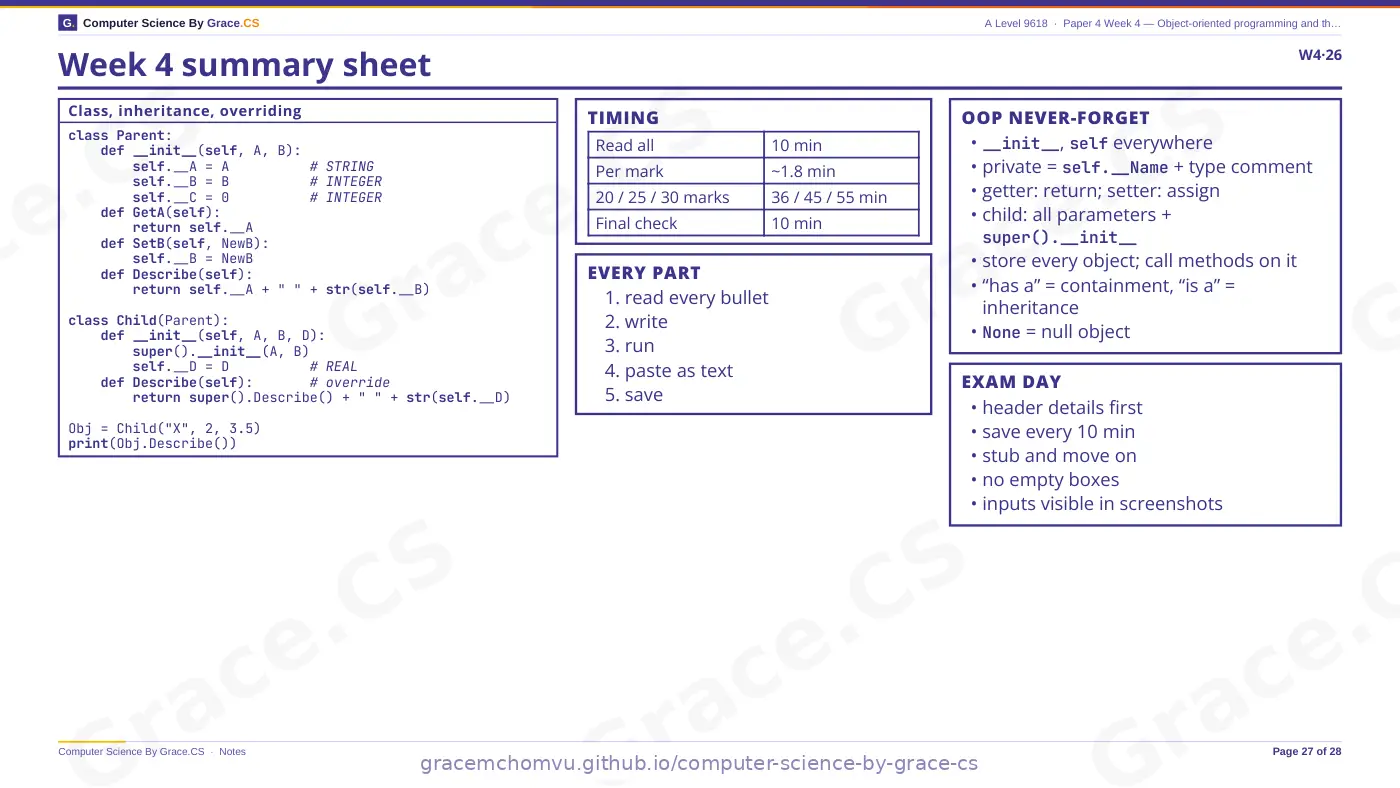 G. Computer Science By Grace.CS
A Level 9618 · Paper 4 Week 4 — Object-oriented programming and th…
Week 4 summary sheet
W4·26
Class, inheritance, overriding
class Parent:
    def __init__(self, A, B):
        self.__A = A          # STRING
        self.__B = B          # INTEGER
        self.__C = 0          # INTEGER
    def GetA(self):
        return self.__A
    def SetB(self, NewB):
        self.__B = NewB
    def Describe(self):
        return self.__A + " " + str(self.__B)
class Child(Parent):
    def __init__(self, A, B, D):
        super().__init__(A, B)
        self.__D = D          # REAL
    def Describe(self):       # override
        return super().Describe() + " " + str(self.__D)
Obj = Child("X", 2, 3.5)
print(Obj.Describe())
TIMING
Read all 10 min
Per mark ~1.8 min
20 / 25 / 30 marks 36 / 45 / 55 min
Final check 10 min
EVERY PART
1. read every bullet
2. write
3. run
4. paste as text
5. save
OOP NEVER-FORGET
• __init__, self everywhere
• private = self.__Name + type comment
• getter: return; setter: assign
• child: all parameters +
super().__init__
• store every object; call methods on it
• “has a” = containment, “is a” =
inheritance
• None = null object
EXAM DAY
• header details first
• save every 10 min
• stub and move on
• no empty boxes
• inputs visible in screenshots
Computer Science By Grace.CS · Notes
gracemchomvu.github.io/computer-science-by-grace-cs
Page 27 of 28